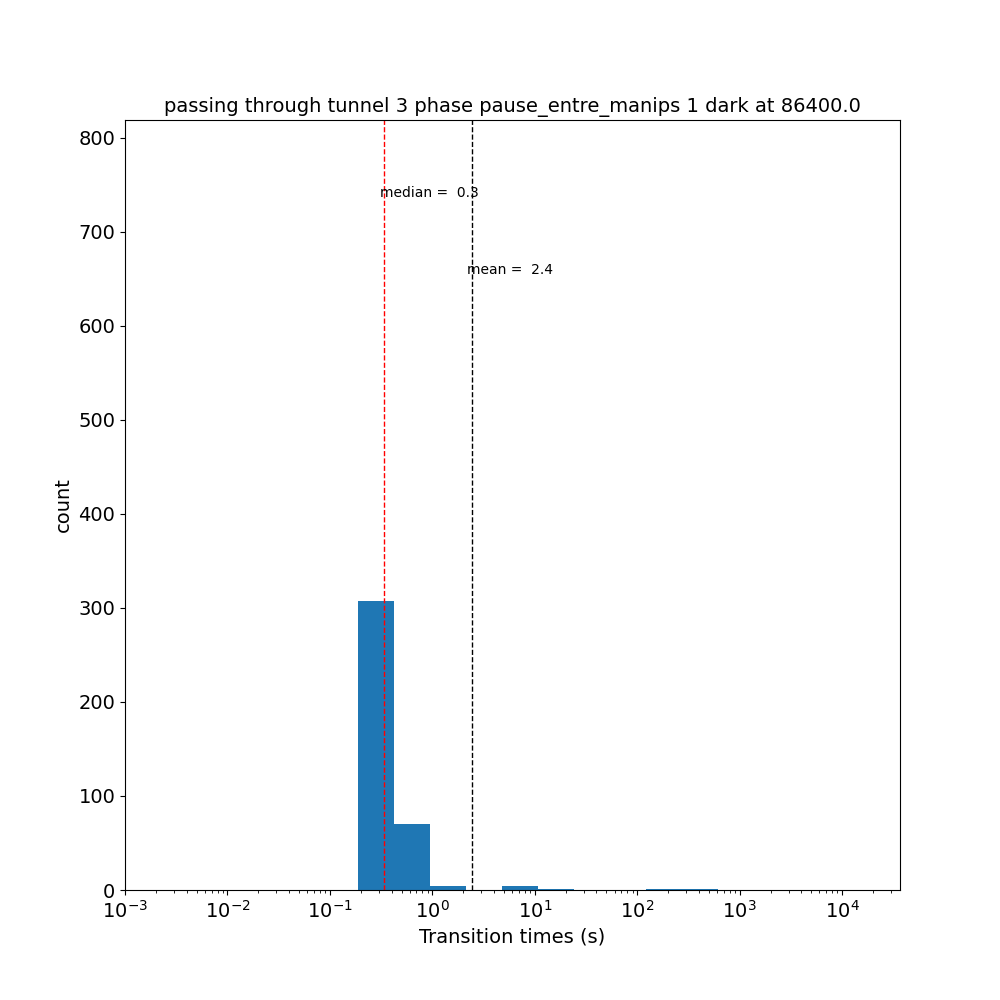 passing through tunnel 3 phase pause_entre_manips 1 dark at 86400.0
800
median =  0.3
700
mean =  2.4
600
500
count
400
300
200
100
0
10⁻³ 10⁻² 10⁻¹ 10⁰ 10¹ 10² 10³ 10⁴
Transition times (s)